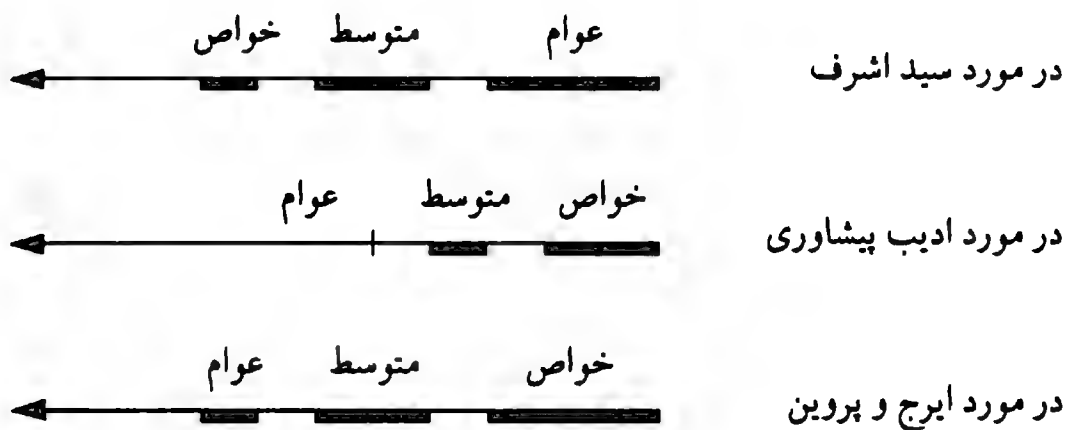 در مورد سید اشرف عوام متوسط خواص
در مورد ادیب پیشاوری خواص متوسط عوام
در مورد ایرج و پروین خواص متوسط عوام